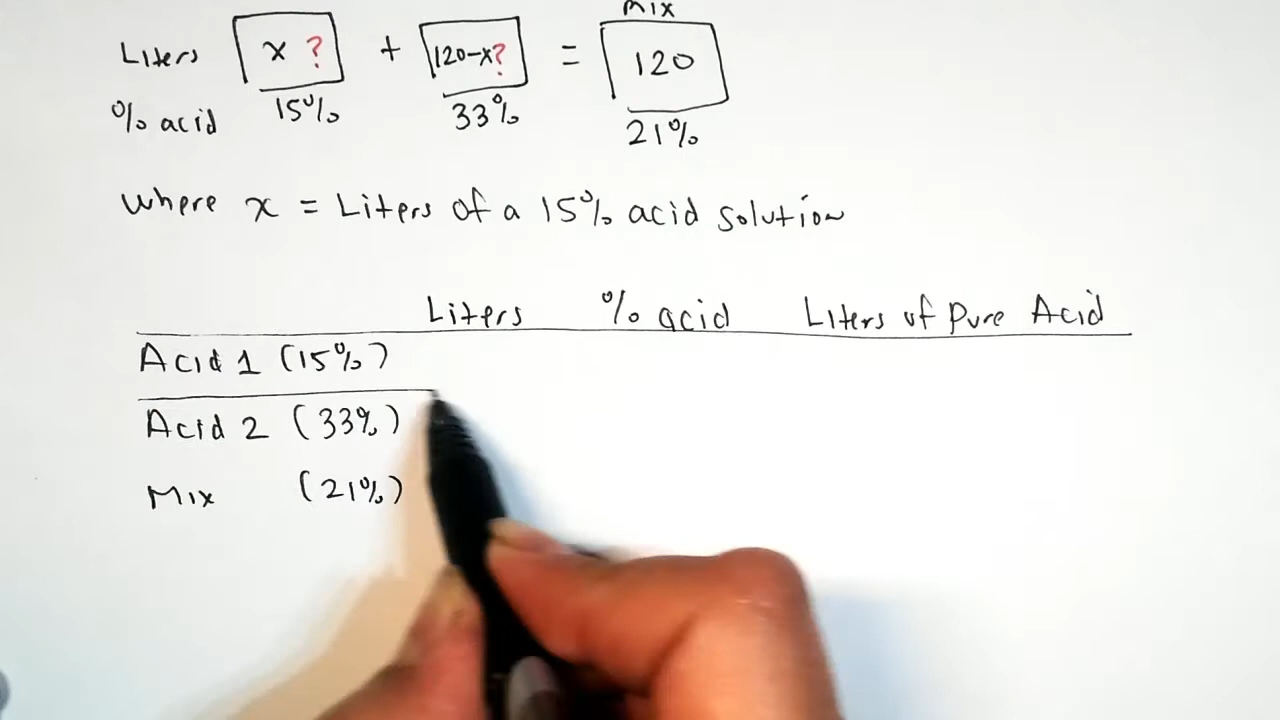 Mix
Liters x ? + 120-x? = 120
% acid 15% 33% 21%
where x = Liters of a 15% acid solution
Liters % acid Liters of Pure Acid
Acid 1 (15%)
Acid 2 (33%)
Mix (21%)